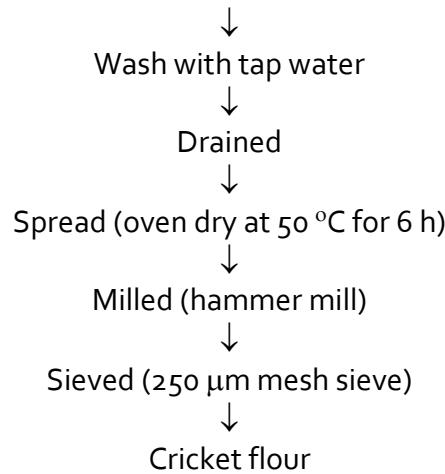 ↓
Wash with tap water
↓
Drained
↓
Spread (oven dry at 50 °C for 6 h)
↓
Milled (hammer mill)
↓
Sieved (250 µm mesh sieve)
↓
Cricket flour